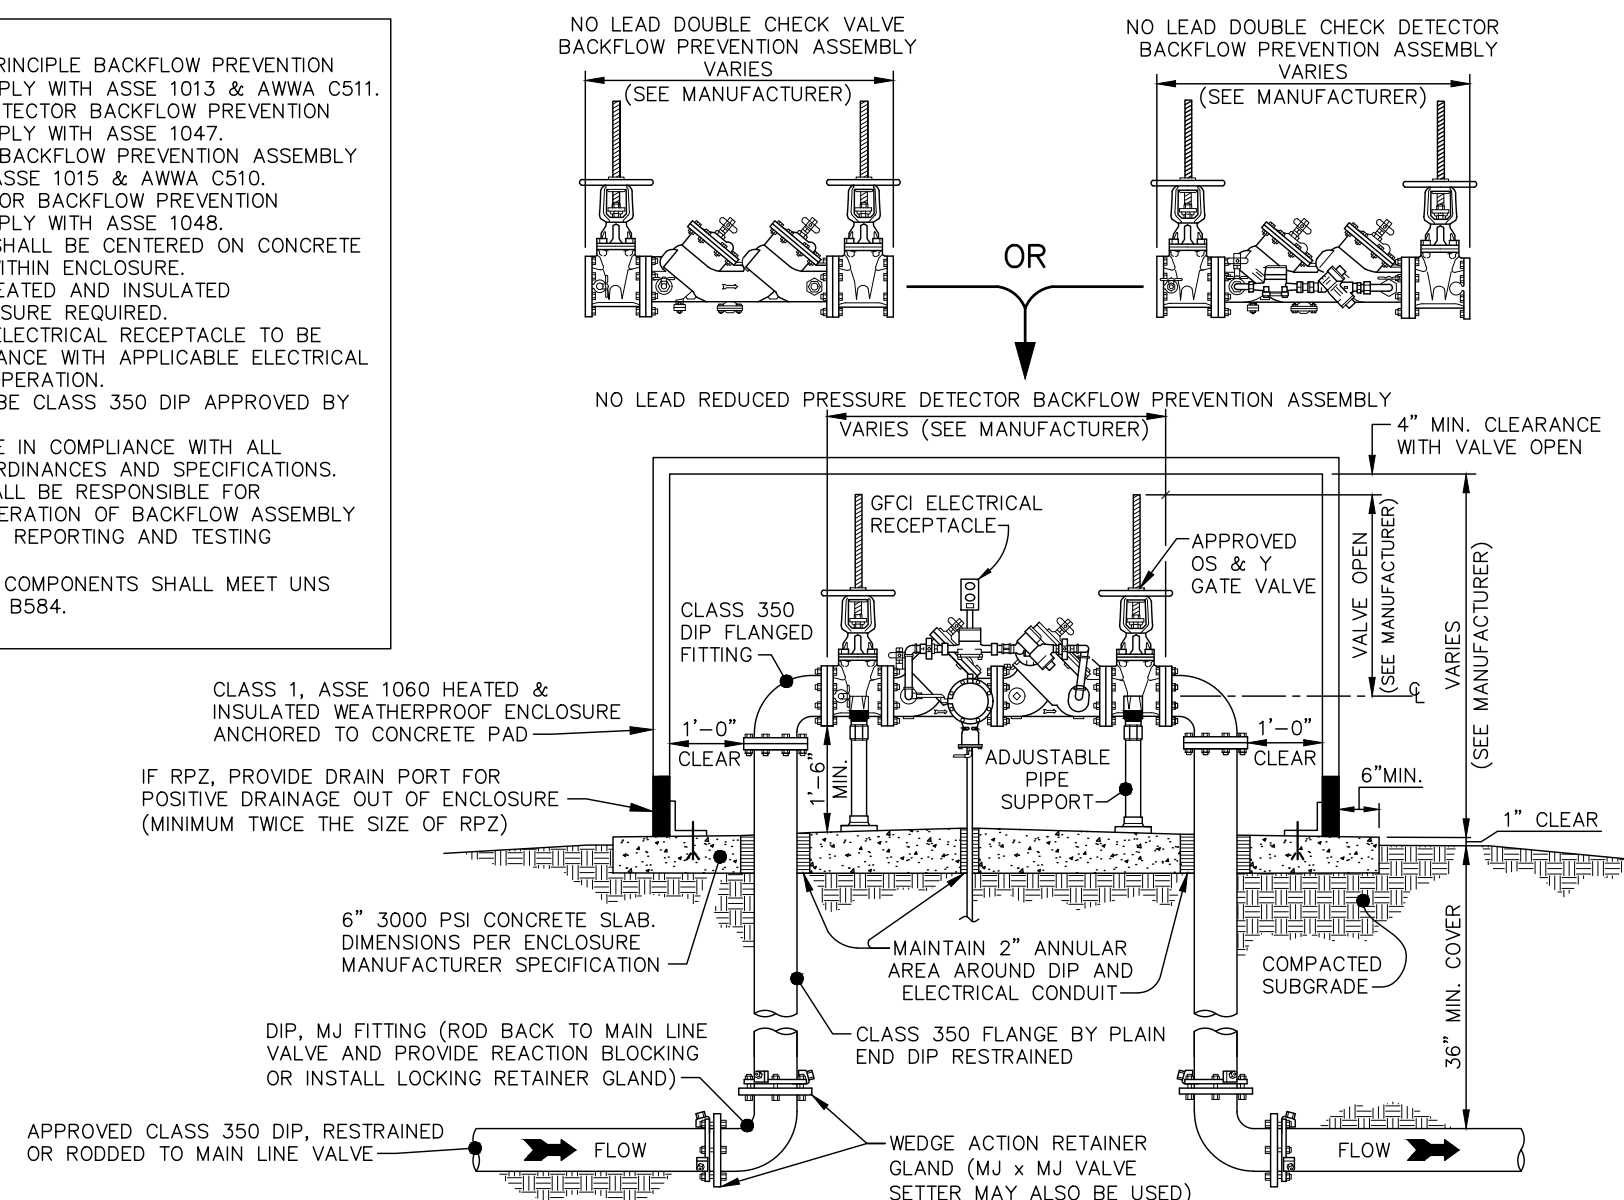 RINCIPLE BACKFLOW PREVENTION
PLY WITH ASSE 1013 & AWWA C511.
TECTOR BACKFLOW PREVENTION
PLY WITH ASSE 1047.
BACKFLOW PREVENTION ASSEMBLY
ASSE 1015 & AWWA C510.
OR BACKFLOW PREVENTION
PLY WITH ASSE 1048.
SHALL BE CENTERED ON CONCRETE
WITHIN ENCLOSURE.
EATED AND INSULATED
SURE REQUIRED.
ELECTRICAL RECEPTACLE TO BE
ANCE WITH APPLICABLE ELECTRICAL
OPERATION.
BE CLASS 350 DIP APPROVED BY
E IN COMPLIANCE WITH ALL
RDINANCES AND SPECIFICATIONS.
ALL BE RESPONSIBLE FOR
ERATION OF BACKFLOW ASSEMBLY
REPORTING AND TESTING
COMPONENTS SHALL MEET UNS
B584.
NO LEAD DOUBLE CHECK VALVE
BACKFLOW PREVENTION ASSEMBLY
VARIES
(SEE MANUFACTURER)
NO LEAD DOUBLE CHECK DETECTOR
BACKFLOW PREVENTION ASSEMBLY
VARIES
(SEE MANUFACTURER)
OR
NO LEAD REDUCED PRESSURE DETECTOR BACKFLOW PREVENTION ASSEMBLY
VARIES (SEE MANUFACTURER)
4" MIN. CLEARANCE
WITH VALVE OPEN
GFCI ELECTRICAL
RECEPTACLE
APPROVED
OS & Y
GATE VALVE
VALVE OPEN
(SEE MANUFACTURER)
VARIES
(SEE MANUFACTURER)
CLASS 350
DIP FLANGED
FITTING
CL
CLASS 1, ASSE 1060 HEATED &
INSULATED WEATHERPROOF ENCLOSURE
ANCHORED TO CONCRETE PAD
1'-0"
CLEAR
1'-6"
MIN.
ADJUSTABLE
PIPE
SUPPORT
1'-0"
CLEAR
6"MIN.
IF RPZ, PROVIDE DRAIN PORT FOR
POSITIVE DRAINAGE OUT OF ENCLOSURE
(MINIMUM TWICE THE SIZE OF RPZ)
1" CLEAR
6" 3000 PSI CONCRETE SLAB.
DIMENSIONS PER ENCLOSURE
MANUFACTURER SPECIFICATION
MAINTAIN 2" ANNULAR
AREA AROUND DIP AND
ELECTRICAL CONDUIT
COMPACTED
SUBGRADE
36" MIN. COVER
DIP, MJ FITTING (ROD BACK TO MAIN LINE
VALVE AND PROVIDE REACTION BLOCKING
OR INSTALL LOCKING RETAINER GLAND)
CLASS 350 FLANGE BY PLAIN
END DIP RESTRAINED
APPROVED CLASS 350 DIP, RESTRAINED
OR RODDED TO MAIN LINE VALVE
FLOW
WEDGE ACTION RETAINER
GLAND (MJ x MJ VALVE
SETTER MAY ALSO BE USED)
FLOW